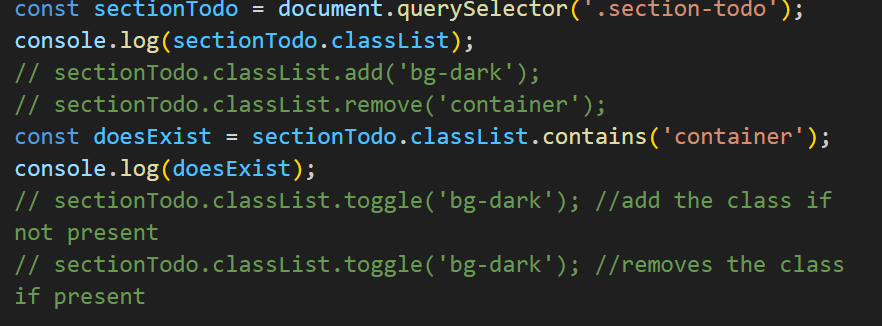 const sectionTodo = document.querySelector('.section-todo');
console.log(sectionTodo.classList);
// sectionTodo.classList.add('bg-dark');
// sectionTodo.classList.remove('container');
const doesExist = sectionTodo.classList.contains('container');
console.log(doesExist);
// sectionTodo.classList.toggle('bg-dark'); //add the class if
not present
// sectionTodo.classList.toggle('bg-dark'); //removes the class
if present